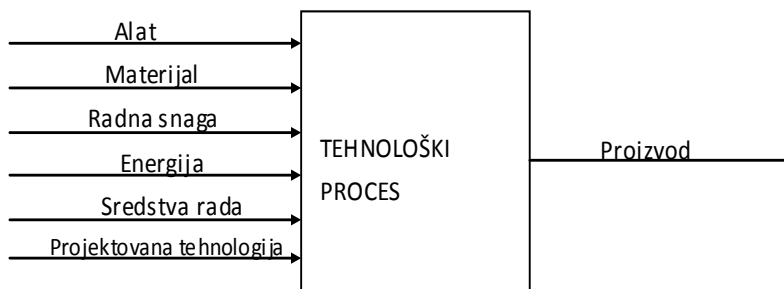 Alat
Materijal
Radna snaga
Energija
Sredstva rada
Projektovana tehnologija
TEHNOLOŠKI
PROCES
Proizvod